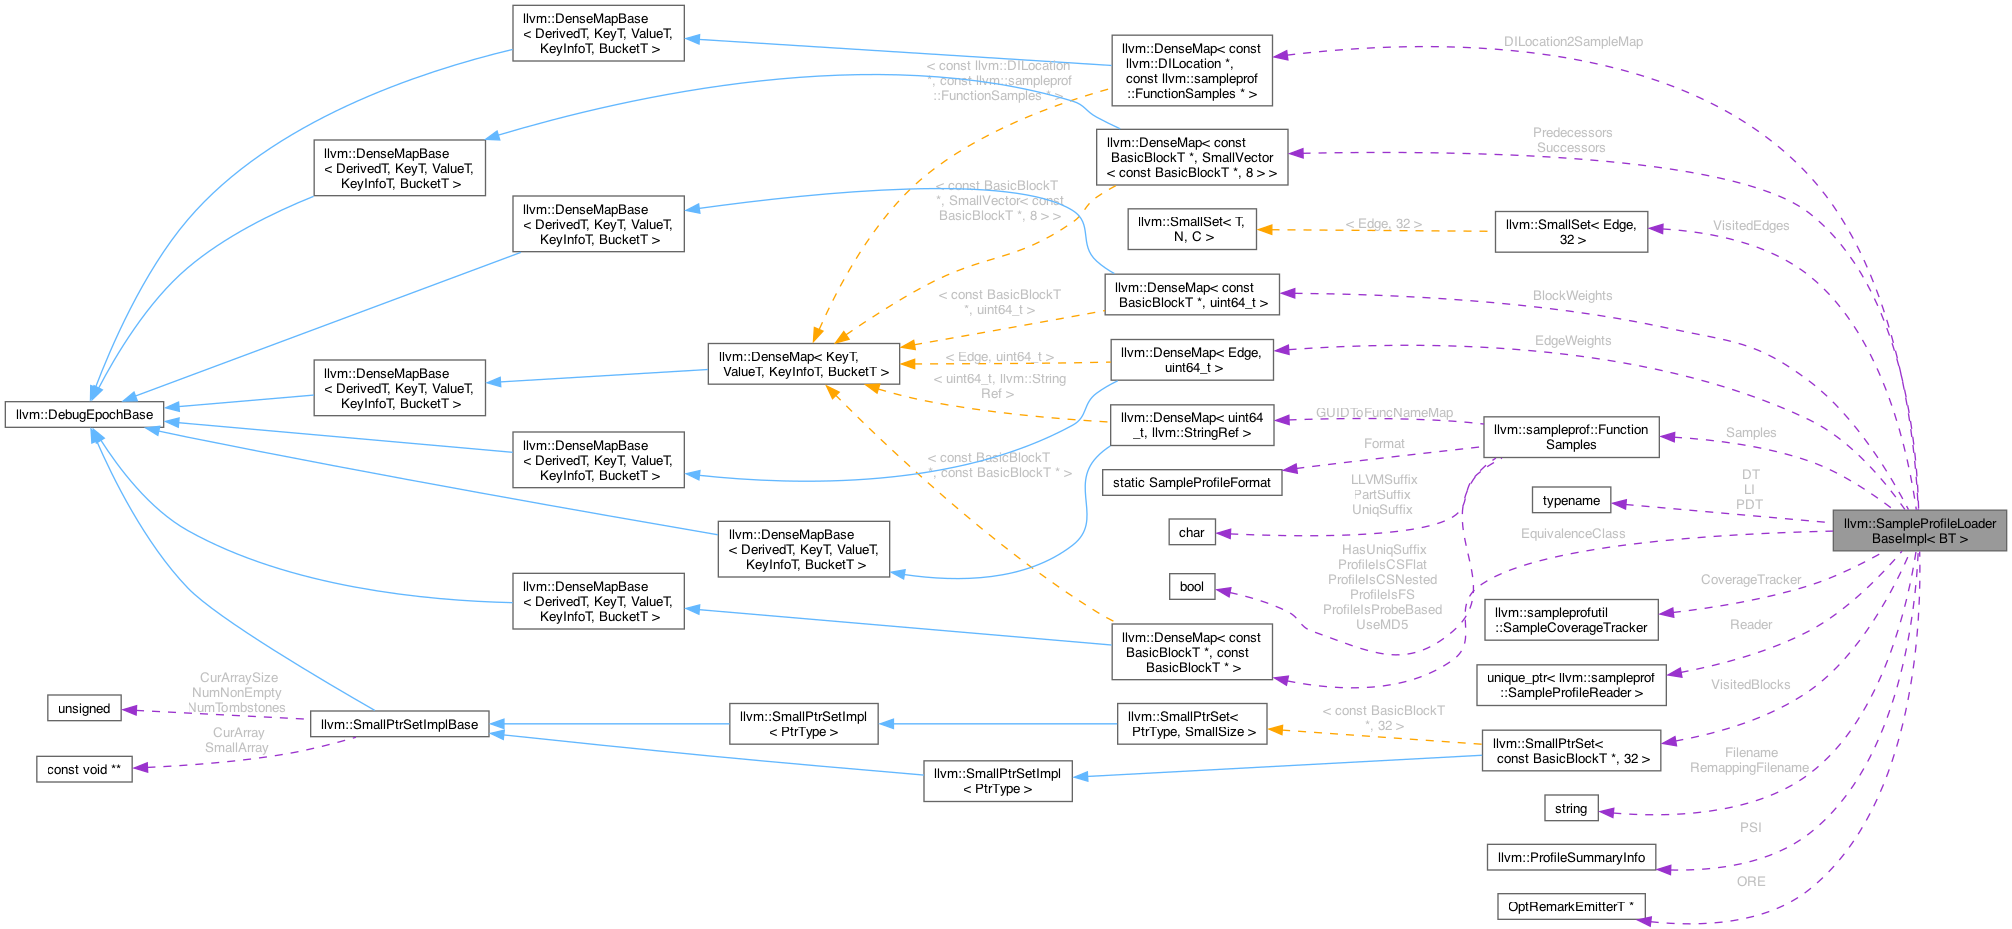 llvm::DenseMapBase
< DerivedT, KeyT, ValueT,
KeyInfoT, BucketT >
llvm::DenseMapBase
< DerivedT, KeyT, ValueT,
KeyInfoT, BucketT >
llvm::DenseMapBase
< DerivedT, KeyT, ValueT,
KeyInfoT, BucketT >
llvm::DenseMapBase
< DerivedT, KeyT, ValueT,
KeyInfoT, BucketT >
llvm::DebugEpochBase
llvm::DenseMapBase
< DerivedT, KeyT, ValueT,
KeyInfoT, BucketT >
llvm::DenseMapBase
< DerivedT, KeyT, ValueT,
KeyInfoT, BucketT >
llvm::DenseMapBase
< DerivedT, KeyT, ValueT,
KeyInfoT, BucketT >
CurArraySize
NumNonEmpty
NumTombstones
unsigned
CurArray
SmallArray
const void **
llvm::SmallPtrSetImplBase
llvm::SmallPtrSetImpl
< PtrType >
llvm::SmallPtrSetImpl
< PtrType >
llvm::DenseMap< KeyT,
ValueT, KeyInfoT, BucketT >
< const llvm::DILocation
*, const llvm::sampleprof
::FunctionSamples * >
< const BasicBlockT
*, SmallVector< const
BasicBlockT *, 8 > >
< const BasicBlockT
*, uint64_t >
< Edge, uint64_t >
< uint64_t, llvm::String
Ref >
< const BasicBlockT
*, const BasicBlockT * >
llvm::DenseMap< const
llvm::DILocation *,
const llvm::sampleprof
::FunctionSamples * >
llvm::DenseMap< const
BasicBlockT *, SmallVector
< const BasicBlockT *, 8 > >
llvm::SmallSet< T,
N, C >
< Edge, 32 >
llvm::SmallSet< Edge,
32 >
llvm::DenseMap< const
BasicBlockT *, uint64_t >
llvm::DenseMap< Edge,
uint64_t >
llvm::DenseMap< uint64
_t, llvm::StringRef >
GUIDToFuncNameMap
Format
static SampleProfileFormat
LLVMSuffix
PartSuffix
UniqSuffix
char
HasUniqSuffix
ProfileIsCSFlat
ProfileIsCSNested
ProfileIsFS
ProfileIsProbeBased
UseMD5
bool
llvm::DenseMap< const
BasicBlockT *, const
BasicBlockT * >
llvm::SmallPtrSet<
PtrType, SmallSize >
< const BasicBlockT
*, 32 >
llvm::SmallPtrSet<
const BasicBlockT *, 32 >
DILocation2SampleMap
Predecessors
Successors
VisitedEdges
BlockWeights
EdgeWeights
llvm::sampleprof::Function
Samples
Samples
typename
DT
LI
PDT
EquivalenceClass
llvm::SampleProfileLoader
BaseImpl< BT >
CoverageTracker
llvm::sampleprofutil
::SampleCoverageTracker
Reader
unique_ptr< llvm::sampleprof
::SampleProfileReader >
VisitedBlocks
Filename
RemappingFilename
string
PSI
llvm::ProfileSummaryInfo
ORE
OptRemarkEmitterT *